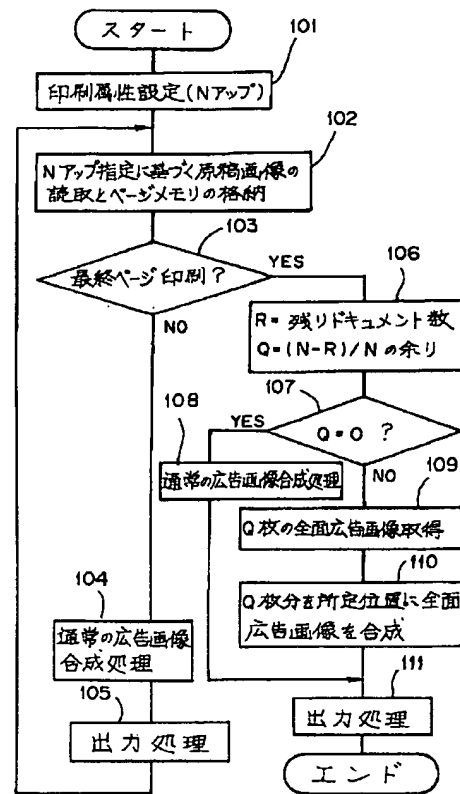 スタート
101
印刷属性設定(Nアップ)
102
Nアップ指定に基づく原稿画像の
読取とページメモリの格納
103
最終ページ印刷?
YES
NO
106
R=残りドキュメント数
Q=(N-R)/Nの余り
107
Q=0 ?
YES
NO
108
通常の広告画像合成処理
109
Q枚の全面広告画像取得
110
Q枚分を所定位置に全面
広告画像を合成
104
通常の広告画像
合成処理
105
出力処理
111
出力処理
エンド